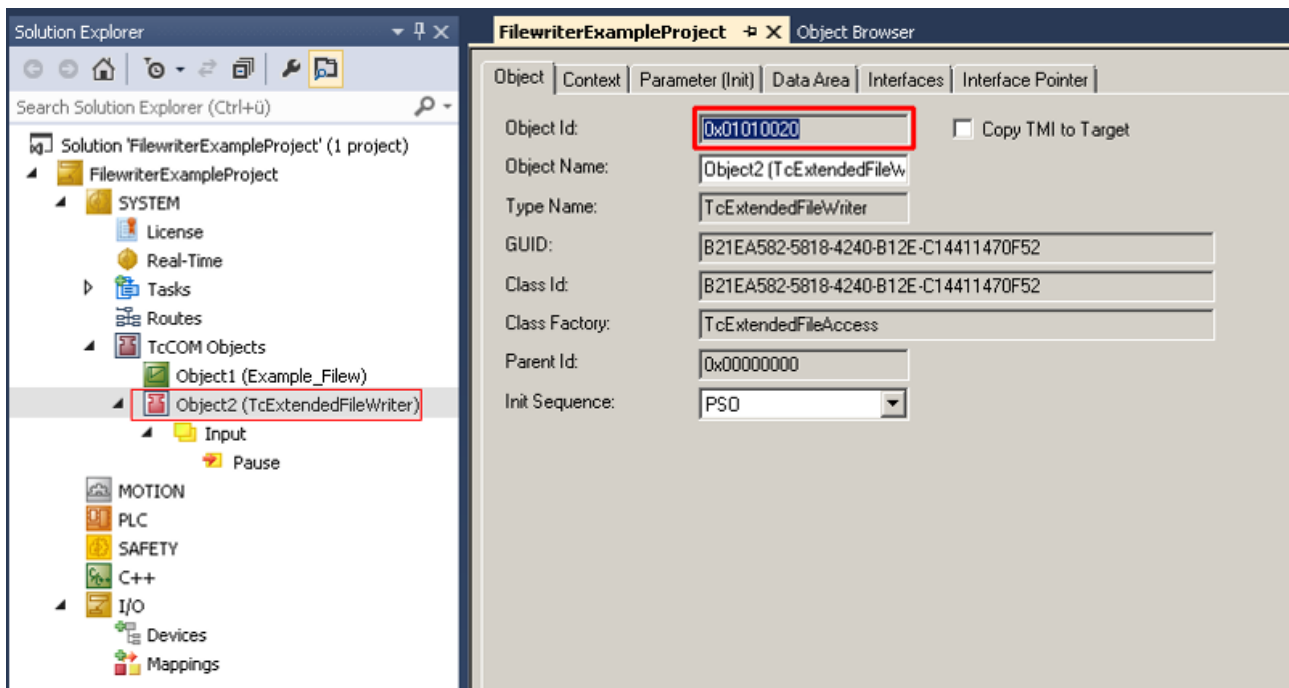 Solution Explorer
Search Solution Explorer (Ctrl+ü)
Solution 'FilewriterExampleProject' (1 project)
FilewriterExampleProject
SYSTEM
License
Real-Time
Tasks
Routes
TcCOM Objects
Object1 (Example_Filew)
Object2 (TcExtendedFileWriter)
Input
Pause
MOTION
PLC
SAFETY
C++
I/O
Devices
Mappings
FilewriterExampleProject Object Browser
Object Context Parameter (Init) Data Area Interfaces Interface Pointer
Object Id: 0x01010020 Copy TMI to Target
Object Name: Object2 (TcExtendedFileW
Type Name: TcExtendedFileWriter
GUID: B21EA582-5818-4240-B12E-C14411470F52
Class Id: B21EA582-5818-4240-B12E-C14411470F52
Class Factory: TcExtendedFileAccess
Parent Id: 0x00000000
Init Sequence: PSO